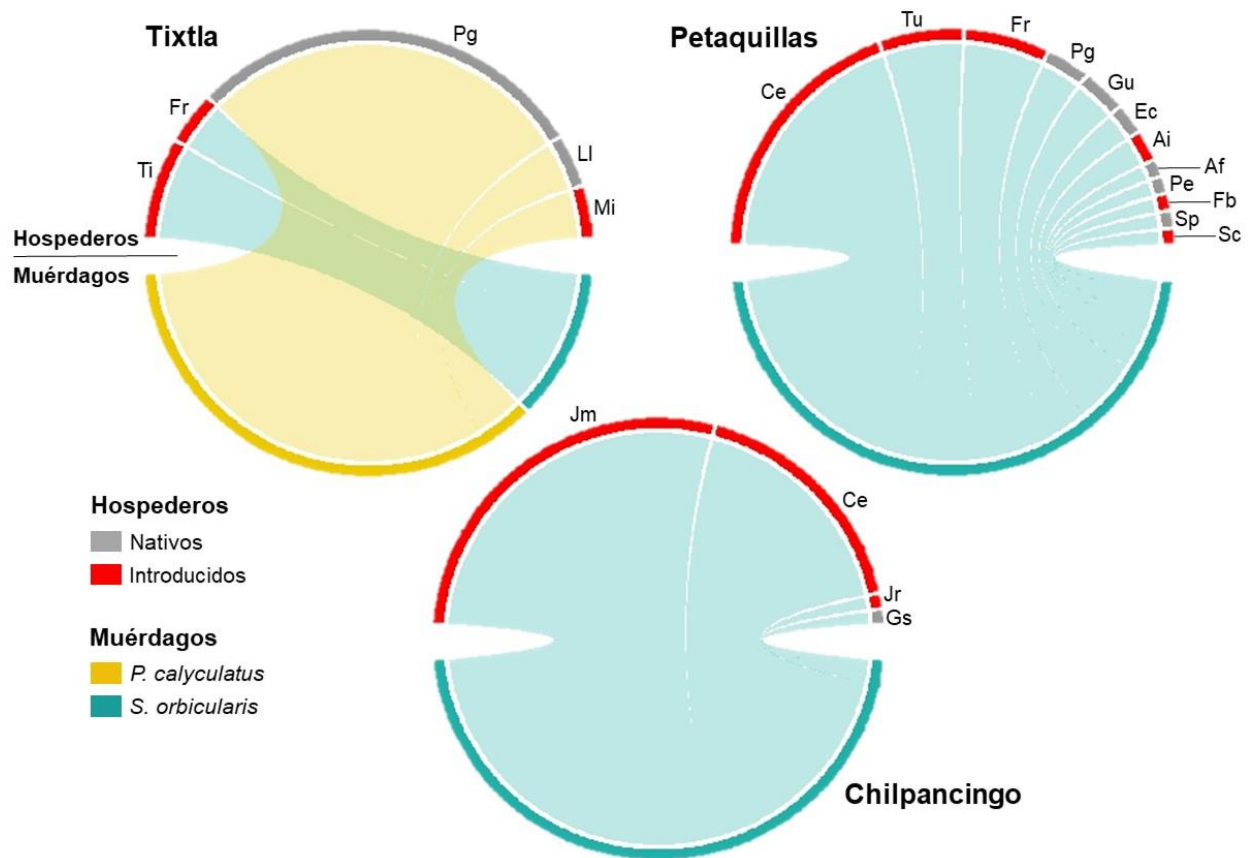 Tixtla
Pg
Fr
Ti
Ll
Mi
Hospederos
Muérdagos
Petaquillas
Ce
Tu
Fr
Pg
Gu
Ec
Ai
Af
Pe
Fb
Sp
Sc
Jm
Ce
Jr
Gs
Chilpancingo
Hospederos
Nativos
Introducidos
Muérdagos
P. calyculatus
S. orbicularis